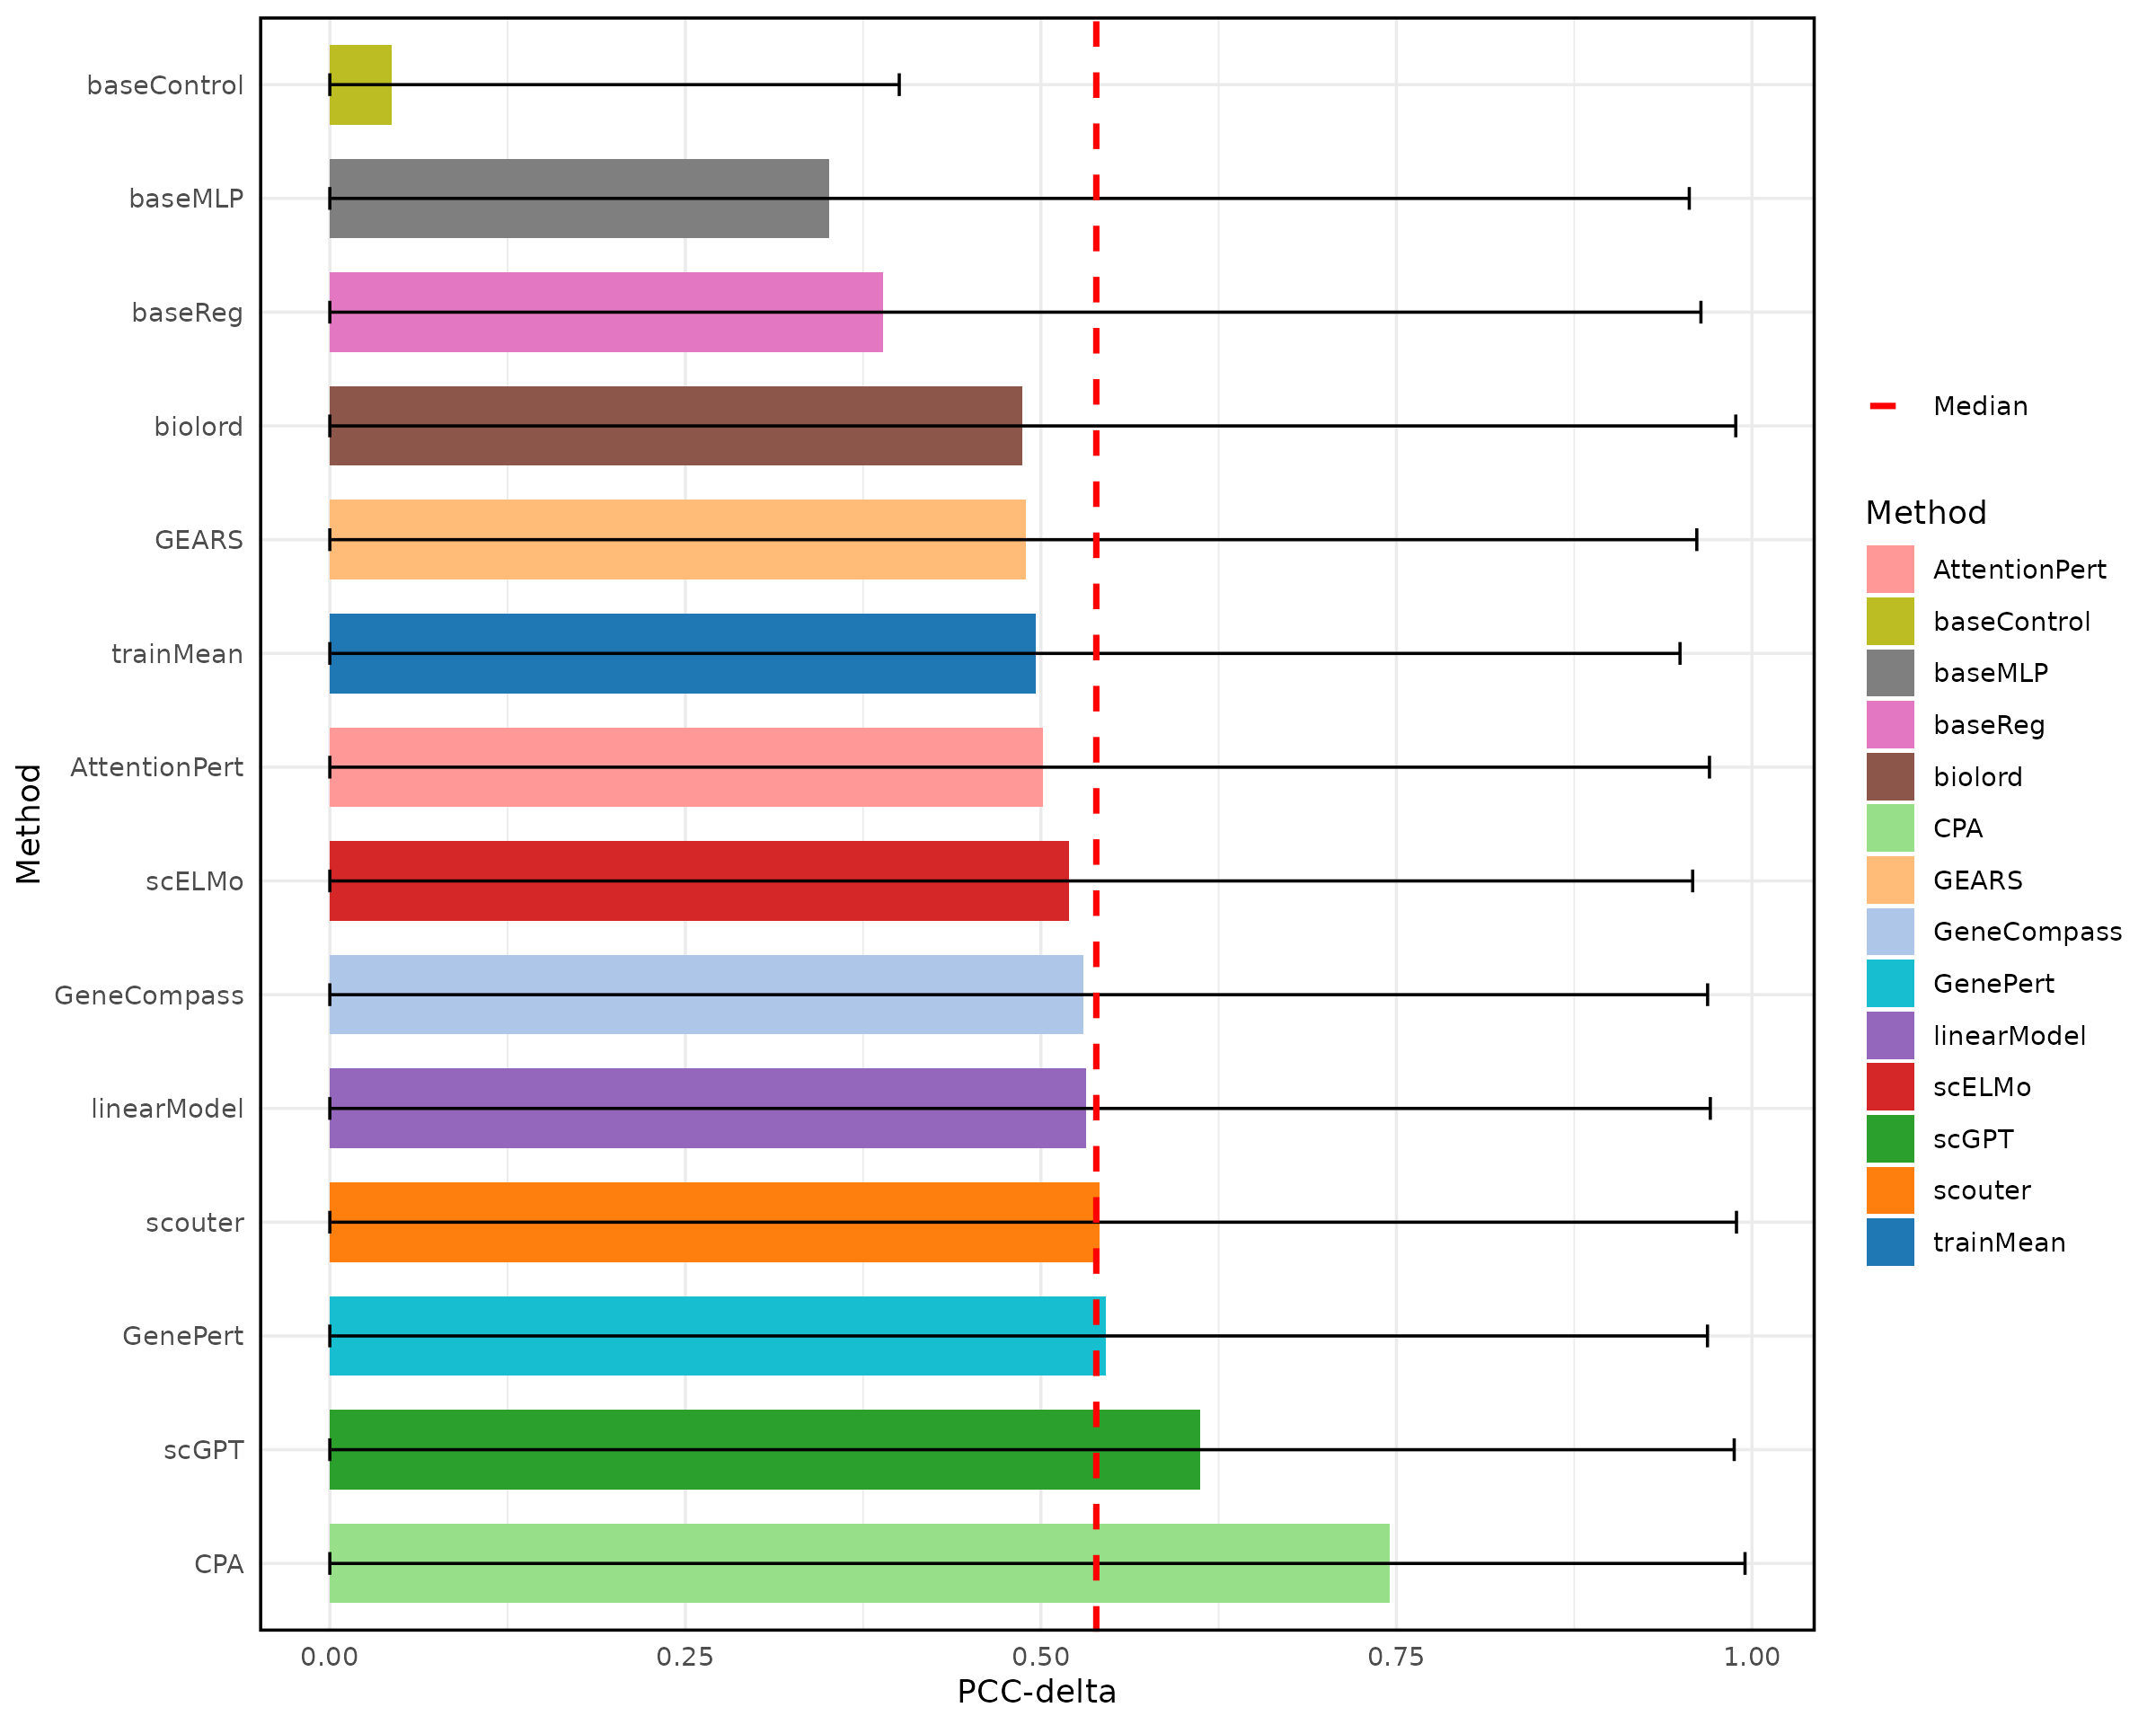 baseControl
baseMLP
baseReg
biolord
GEARS
trainMean
AttentionPert
scELMo
GeneCompass
linearModel
scouter
GenePert
scGPT
CPA
Method
0.00 0.25 0.50 0.75 1.00
PCC-delta
Median
Method
AttentionPert
baseControl
baseMLP
baseReg
biolord
CPA
GEARS
GeneCompass
GenePert
linearModel
scELMo
scGPT
scouter
trainMean